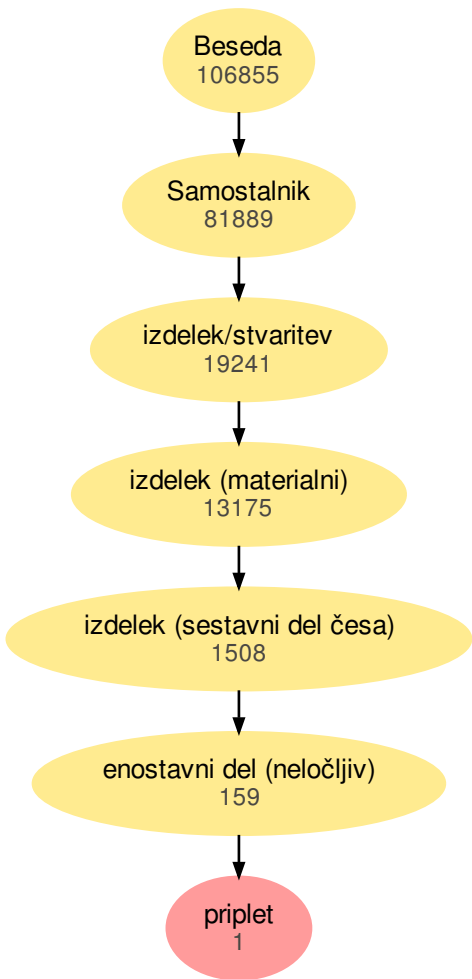 Beseda
106855
Samostalnik
81889
izdelek/stvaritev
19241
izdelek (materialni)
13175
izdelek (sestavni del česa)
1508
enostavni del (neločljiv)
159
priplet
1